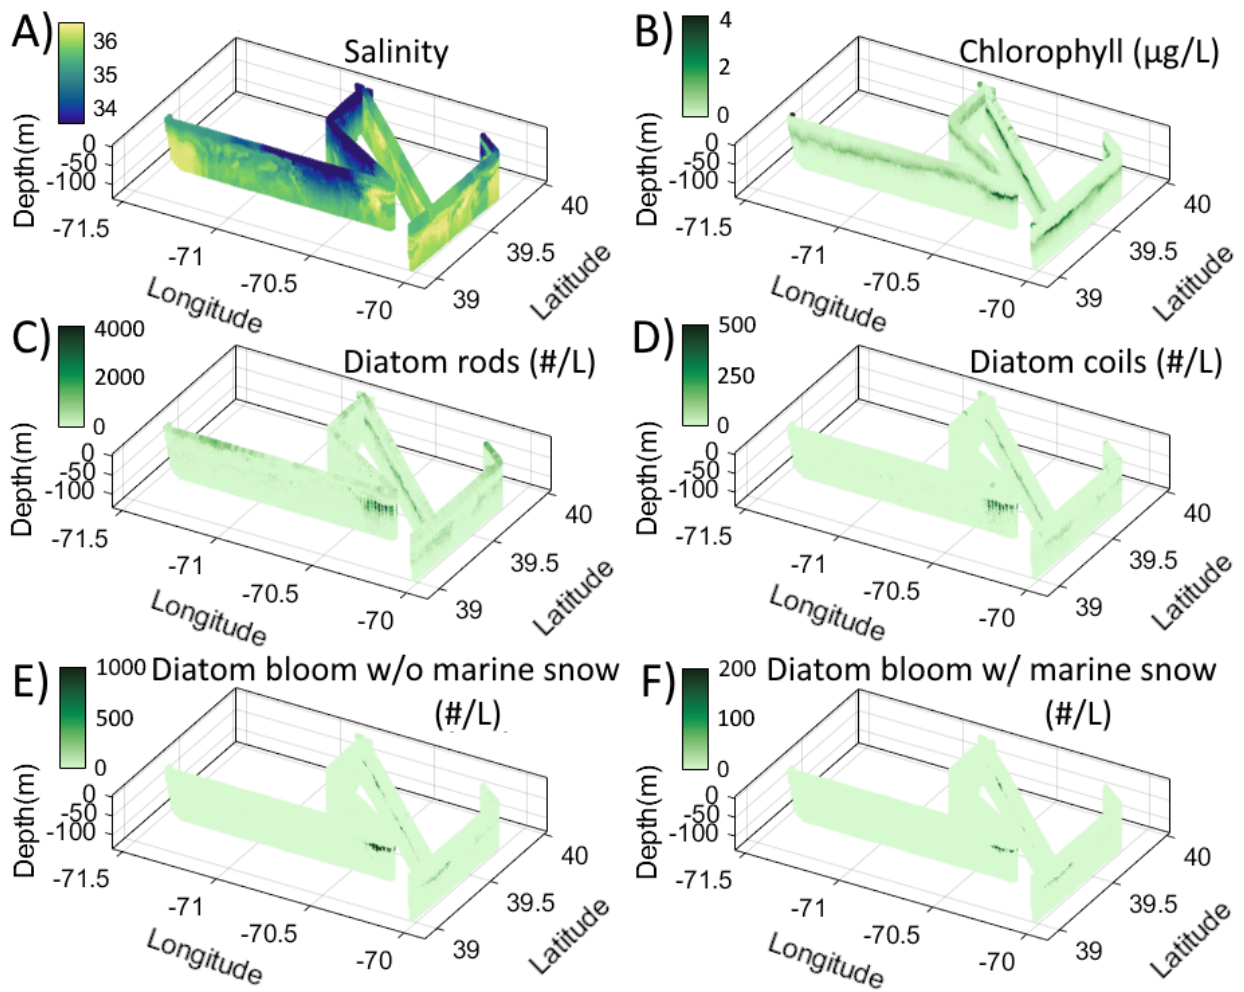 A) 36 35 34 Salinity
0 -50 -100 Depth(m)
-71.5 -71 -70.5 -70 Longitude
39 39.5 40 Latitude
B) 4 2 0 Chlorophyll (µg/L)
0 -50 -100 Depth(m)
-71.5 -71 -70.5 -70 Longitude
39 39.5 40 Latitude
C) 4000 2000 0 Diatom rods (#/L)
0 -50 -100 Depth(m)
-71.5 -71 -70.5 -70 Longitude
39 39.5 40 Latitude
D) 500 250 0 Diatom coils (#/L)
0 -50 -100 Depth(m)
-71.5 -71 -70.5 -70 Longitude
39 39.5 40 Latitude
E) 1000 500 0 Diatom bloom w/o marine snow
(#/L)
0 -50 -100 Depth(m)
-71.5 -71 -70.5 -70 Longitude
39 39.5 40 Latitude
F) 200 100 0 Diatom bloom w/ marine snow
(#/L)
0 -50 -100 Depth(m)
-71.5 -71 -70.5 -70 Longitude
39 39.5 40 Latitude